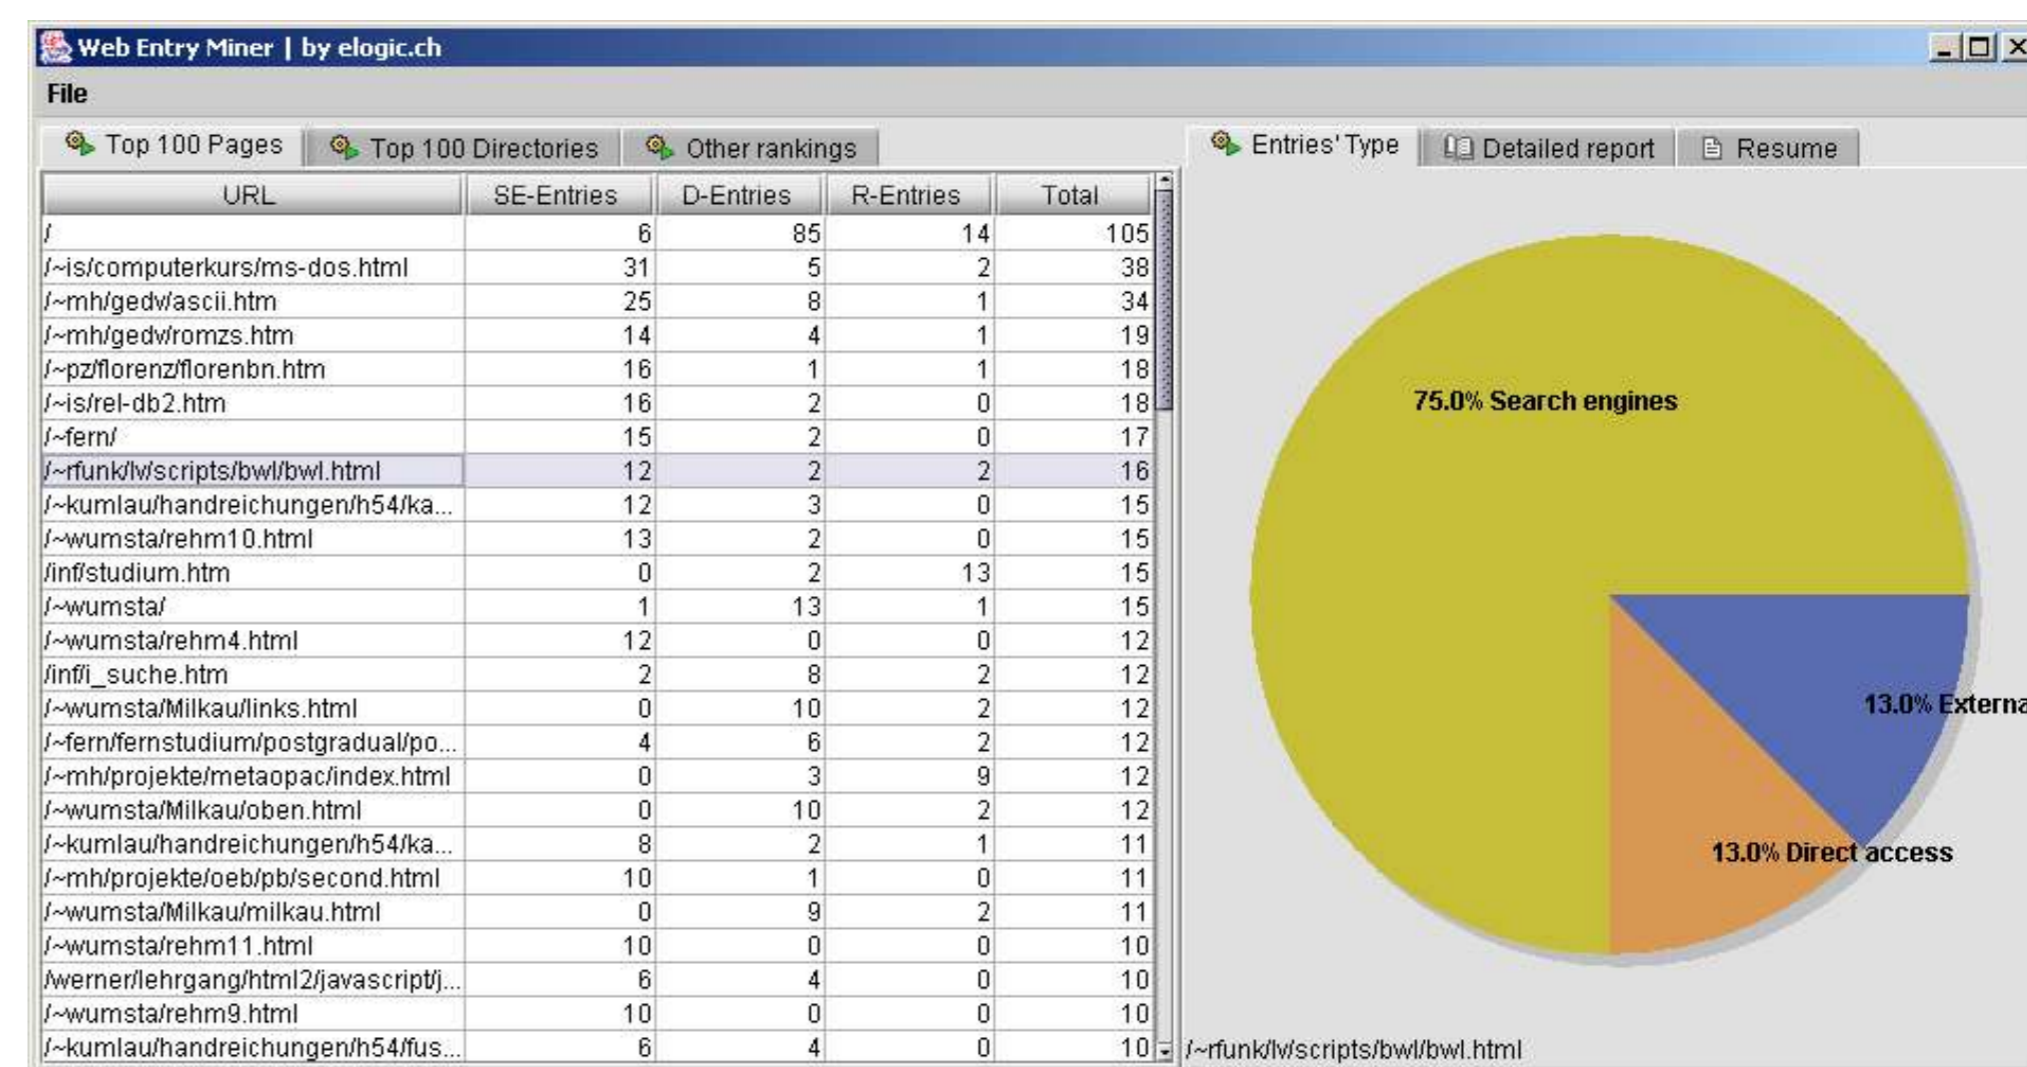 Web Entry Miner | by elogic.ch
File
Top 100 Pages Top 100 Directories Other rankings
URL SE-Entries D-Entries R-Entries Total
/ 6 85 14 105
/~is/computerkurs/ms-dos.html 31 5 2 38
/~mh/gedv/ascii.htm 25 8 1 34
/~mh/gedv/romzs.htm 14 4 1 19
/~pz/florenz/florenbn.htm 16 1 1 18
/~is/rel-db2.htm 16 2 0 18
/~fern/ 15 2 0 17
/~rfunk/lv/scripts/bwl/bwl.html 12 2 2 16
/~kumlau/handreichungen/h54/ka... 12 3 0 15
/~wumsta/rehm10.html 13 2 0 15
/inf/studium.htm 0 2 13 15
/~wumsta/ 1 13 1 15
/~wumsta/rehm4.html 12 0 0 12
/inf/i_suche.htm 2 8 2 12
/~wumsta/Milkau/links.html 0 10 2 12
/~fern/fernstudium/postgradual/po... 4 6 2 12
/~mh/projekte/metaopac/index.html 0 3 9 12
/~wumsta/Milkau/oben.html 0 10 2 12
/~kumlau/handreichungen/h54/ka... 8 2 1 11
/~mh/projekte/oeb/pb/second.html 10 1 0 11
/~wumsta/Milkau/milkau.html 0 9 2 11
/~wumsta/rehm11.html 10 0 0 10
/werner/lehrgang/html2/javascript/j... 6 4 0 10
/~wumsta/rehm9.html 10 0 0 10
/~kumlau/handreichungen/h54/fus... 6 4 0 10
Entries' Type Detailed report Resume
75.0% Search engines
13.0% Externa
13.0% Direct access
/~rfunk/lv/scripts/bwl/bwl.html